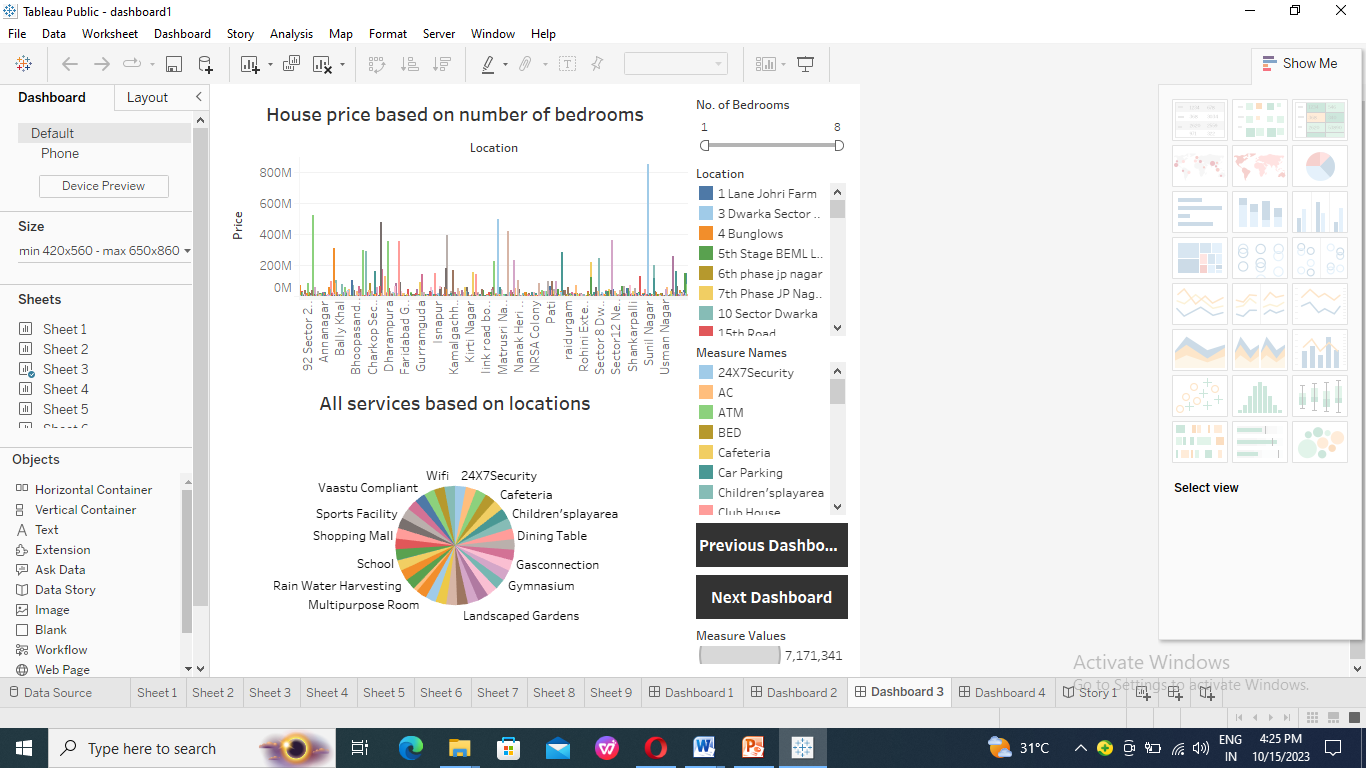 Tableau Public - dashboard1
File Data Worksheet Dashboard Story Analysis Map Format Server Window Help
Show Me
Dashboard Layout
Default
Phone
Device Preview
Size
min 420x560 - max 650x860
Sheets
Sheet 1
Sheet 2
Sheet 3
Sheet 4
Sheet 5
Objects
Horizontal Container
Vertical Container
Text
Extension
Ask Data
Data Story
Image
Blank
Workflow
Web Page
House price based on number of bedrooms
Location
Price
800M
600M
400M
200M
0M
92 Sector 2..
Annanagar
Bally Khal
Bhoopasand..
Charkop Sec..
Dharampura
Faridabad G..
Gurramguda
Isnapur
Kamalgachh..
Kirti Nagar
link road bo..
Matrusri Na..
Nanak Heri ..
NRSA Colony
Pati
raidurgam
Rohini Exte..
Sector 8 Dw..
Sector12 Ne..
Shankarpalli
Sunil Nagar
Usman Nagar
All services based on locations
Wifi 24X7Security
Vaastu Compliant Cafeteria
Sports Facility Children'splayarea
Shopping Mall Dining Table
School Gasconnection
Rain Water Harvesting Gymnasium
Multipurpose Room
Landscaped Gardens
No. of Bedrooms
1 8
Location
1 Lane Johri Farm
3 Dwarka Sector ..
4 Bunglows
5th Stage BEML L..
6th phase jp nagar
7th Phase JP Nag..
10 Sector Dwarka
15th Road
Measure Names
24X7Security
AC
ATM
BED
Cafeteria
Car Parking
Children'splayarea
Club House
Previous Dashbo...
Next Dashboard
Measure Values
7,171,341
Select view
Activate Windows
Go to Settings to activate Windows.
Data Source Sheet 1 Sheet 2 Sheet 3 Sheet 4 Sheet 5 Sheet 6 Sheet 7 Sheet 8 Sheet 9 Dashboard 1 Dashboard 2 Dashboard 3 Dashboard 4 Story 1
Type here to search
31°C
ENG
IN
4:25 PM
10/15/2023